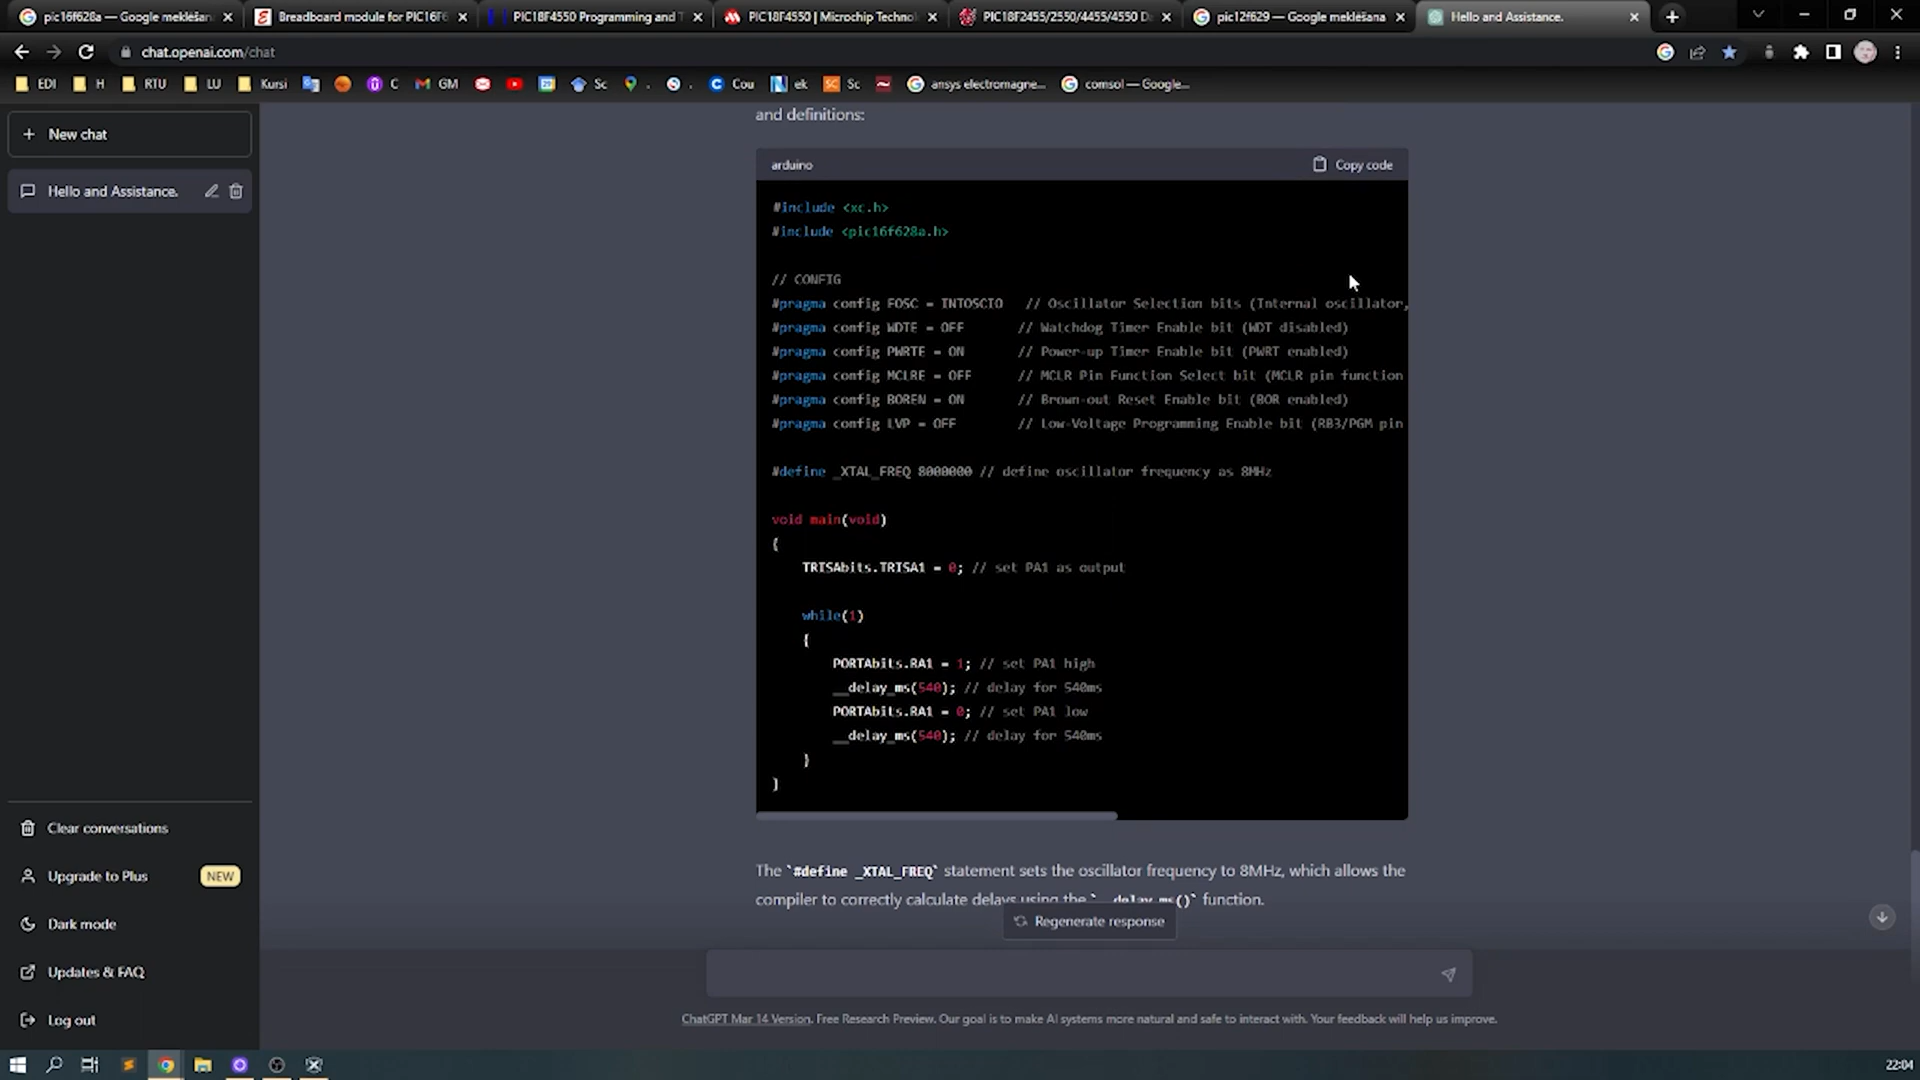 pic16f628a — Google meklēšan
Breadboard module for PIC16F6
PIC18F4550 Programming and T
PIC18F4550 | Microchip Technolo
PIC18F2455/2550/4455/4550 Da
pic12f629 — Google meklēšana
Hello and Assistance.
chat.openai.com/chat
EDI
H
RTU
LU
Kursi
C
GM
Sc
.
.
Cou
ek
Sc
ansys electromagne...
comsol — Google...
New chat
Hello and Assistance.
Clear conversations
Upgrade to Plus NEW
Dark mode
Updates & FAQ
Log out
and definitions:
arduino Copy code
#include <xc.h>
#include <pic16f628a.h>
// CONFIG
#pragma config FOSC = INTOSCIO // Oscillator Selection bits (Internal oscillator,
#pragma config WDTE = OFF // Watchdog Timer Enable bit (WDT disabled)
#pragma config PWRTE = ON // Power-up Timer Enable bit (PWRT enabled)
#pragma config MCLRE = OFF // MCLR Pin Function Select bit (MCLR pin function
#pragma config BOREN = ON // Brown-out Reset Enable bit (BOR enabled)
#pragma config LVP = OFF // Low-Voltage Programming Enable bit (RB3/PGM pin
#define _XTAL_FREQ 8000000 // define oscillator frequency as 8MHz
void main(void)
{
TRISAbits.TRISA1 = 0; // set PA1 as output
while(1)
{
PORTAbits.RA1 = 1; // set PA1 high
__delay_ms(540); // delay for 540ms
PORTAbits.RA1 = 0; // set PA1 low
__delay_ms(540); // delay for 540ms
}
}
The `#define _XTAL_FREQ` statement sets the oscillator frequency to 8MHz, which allows the
compiler to correctly calculate delays using the `__delay_ms()` function.
Regenerate response
ChatGPT Mar 14 Version. Free Research Preview. Our goal is to make AI systems more natural and safe to interact with. Your feedback will help us improve.
22:04